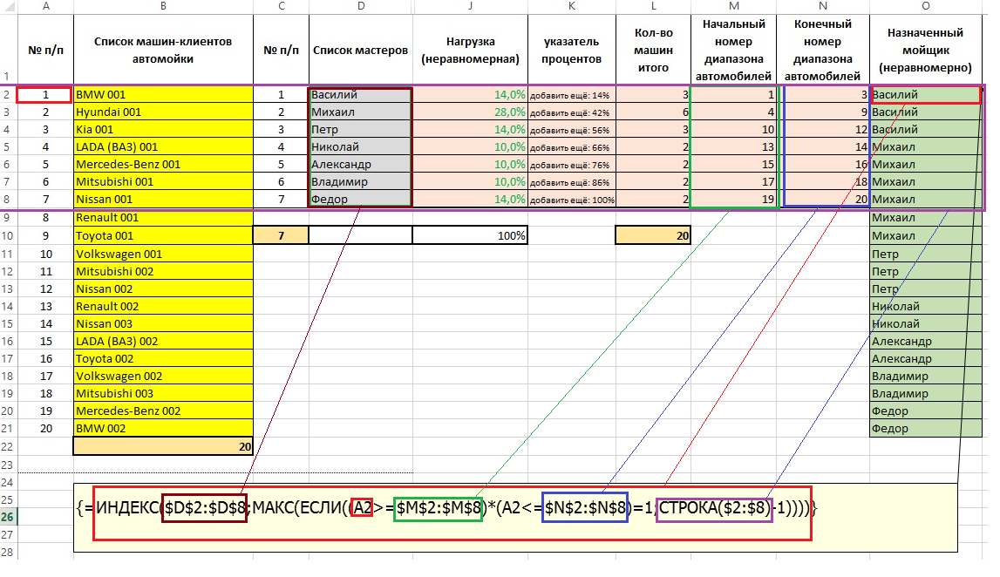 A B C D J K L M N O
1 № п/п Список машин-клиентов автомойки № п/п Список мастеров Нагрузка (неравномерная) указатель процентов Кол-во машин итого Начальный номер диапазона автомобилей Конечный номер диапазона автомобилей Назначенный мойщик (неравномерно)
2 1 BMW 001 1 Василий 14,0% добавить ещё: 14% 3 1 3 Василий
3 2 Hyundai 001 2 Михаил 28,0% добавить ещё: 42% 6 4 9 Василий
4 3 Kia 001 3 Петр 14,0% добавить ещё: 56% 3 10 12 Василий
5 4 LADA (ВАЗ) 001 4 Николай 10,0% добавить ещё: 66% 2 13 14 Михаил
6 5 Mercedes-Benz 001 5 Александр 10,0% добавить ещё: 76% 2 15 16 Михаил
7 6 Mitsubishi 001 6 Владимир 10,0% добавить ещё: 86% 2 17 18 Михаил
8 7 Nissan 001 7 Федор 14,0% добавить ещё: 100% 2 19 20 Михаил
9 8 Renault 001 Михаил
10 9 Toyota 001 7 100% 20 Михаил
11 10 Volkswagen 001 Петр
12 11 Mitsubishi 002 Петр
13 12 Nissan 002 Петр
14 13 Renault 002 Николай
15 14 Nissan 003 Николай
16 15 LADA (ВАЗ) 002 Александр
17 16 Toyota 002 Александр
18 17 Volkswagen 002 Владимир
19 18 Mitsubishi 003 Владимир
20 19 Mercedes-Benz 002 Федор
21 20 BMW 002 Федор
22 20
23
24
25
26 {=ИНДЕКС($D$2:$D$8;МАКС(ЕСЛИ((A2>=$M$2:$M$8)*(A2<=$N$2:$N$8)=1;СТРОКА($2:$8)-1))))}
27
28